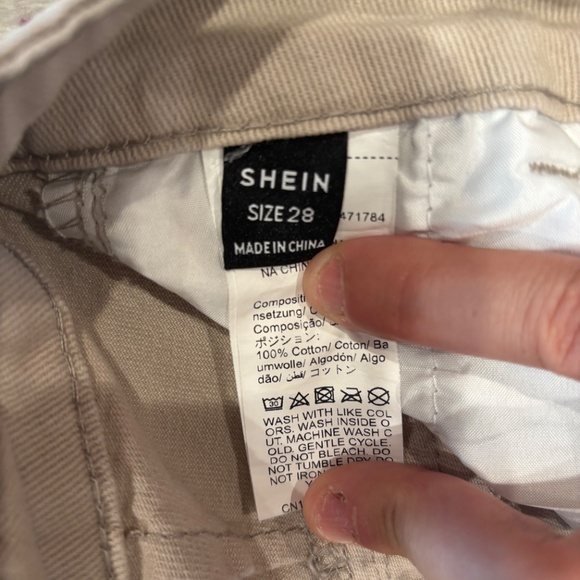 SHEIN
SIZE 28
471784
MADE IN CHINA
NA CHIN
Compositi
nsetzung/
Composição/
ポジション:
100% Cotton/ Coton/ Ba
umwolle/ Algodón/ Algo
dão/ قطن/ コットン
30
WASH WITH LIKE COL
ORS. WASH INSIDE O
UT. MACHINE WASH C
OLD. GENTLE CYCLE.
DO NOT BLEACH. DO
NOT TUMBLE DRY. DO
NOT IRON
CN1